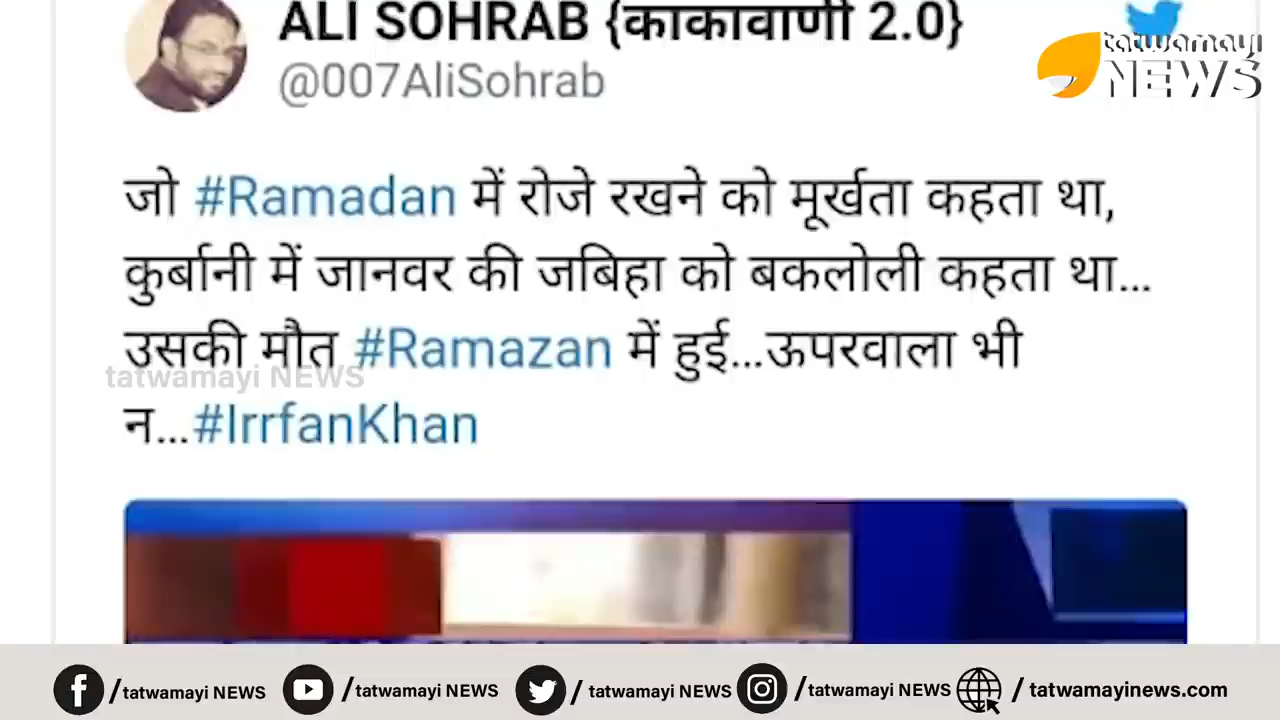 ALI SOHRAB {काकावाणी 2.0}
@007AliSohrab
tatwamayi
NEWS
जो #Ramadan में रोजे रखने को मूर्खता कहता था,
कुर्बानी में जानवर की जबिहा को बकलोली कहता था...
उसकी मौत #Ramazan में हुई...ऊपरवाला भी
tatwamayi NEWS
न...#IrrfanKhan
/tatwamayi NEWS /tatwamayi NEWS / tatwamayi NEWS /tatwamayi NEWS / tatwamayinews.com